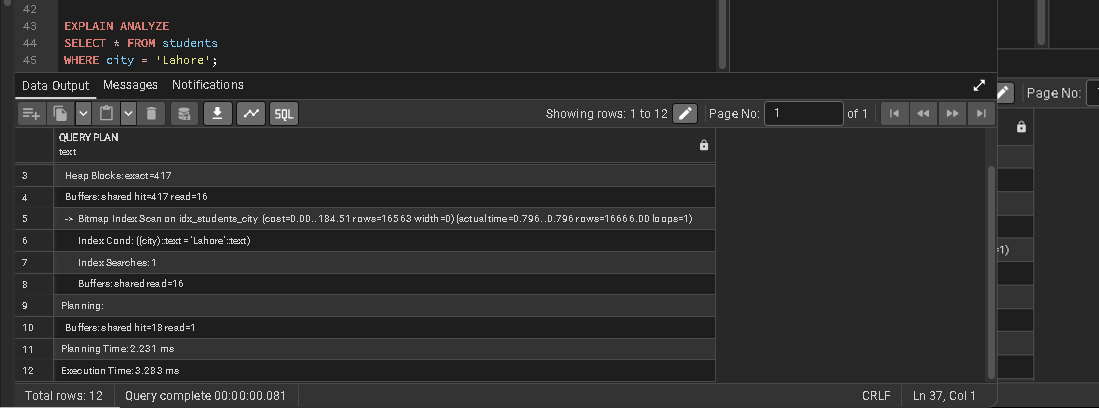 42
43 EXPLAIN ANALYZE
44 SELECT * FROM students
45 WHERE city = 'Lahore';
Data Output Messages Notifications
SQL Showing rows: 1 to 12 Page No: 1 of 1
Page No:
QUERY PLAN
text
3 Heap Blocks: exact=417
4 Buffers: shared hit=417 read=16
5 -> Bitmap Index Scan on idx_students_city (cost=0.00..184.51 rows=16563 width=0) (actual time=0.796..0.796 rows=16666.00 loops=1)
6 Index Cond: ((city)::text = 'Lahore'::text)
=1)
7 Index Searches: 1
8 Buffers: shared read=16
9 Planning:
10 Buffers: shared hit=18 read=1
11 Planning Time: 2.231 ms
12 Execution Time: 3.283 ms
Total rows: 12 Query complete 00:00:00.081 CRLF Ln 37, Col 1